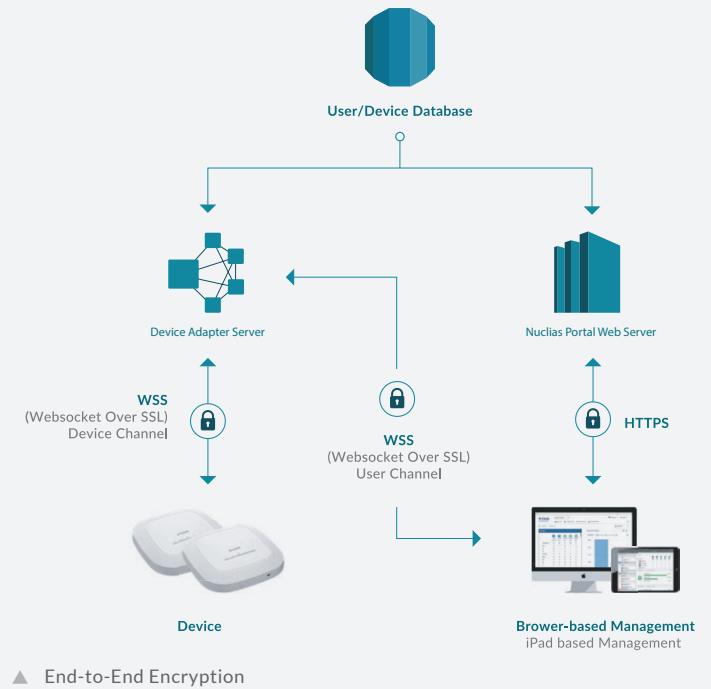 User/Device Database
Device Adapter Server
Nuclias Portal Web Server
WSS
(Websocket Over SSL)
Device Channel
WSS
(Websocket Over SSL)
User Channel
HTTPS
Device
Brower-based Management
iPad based Management
End-to-End Encryption